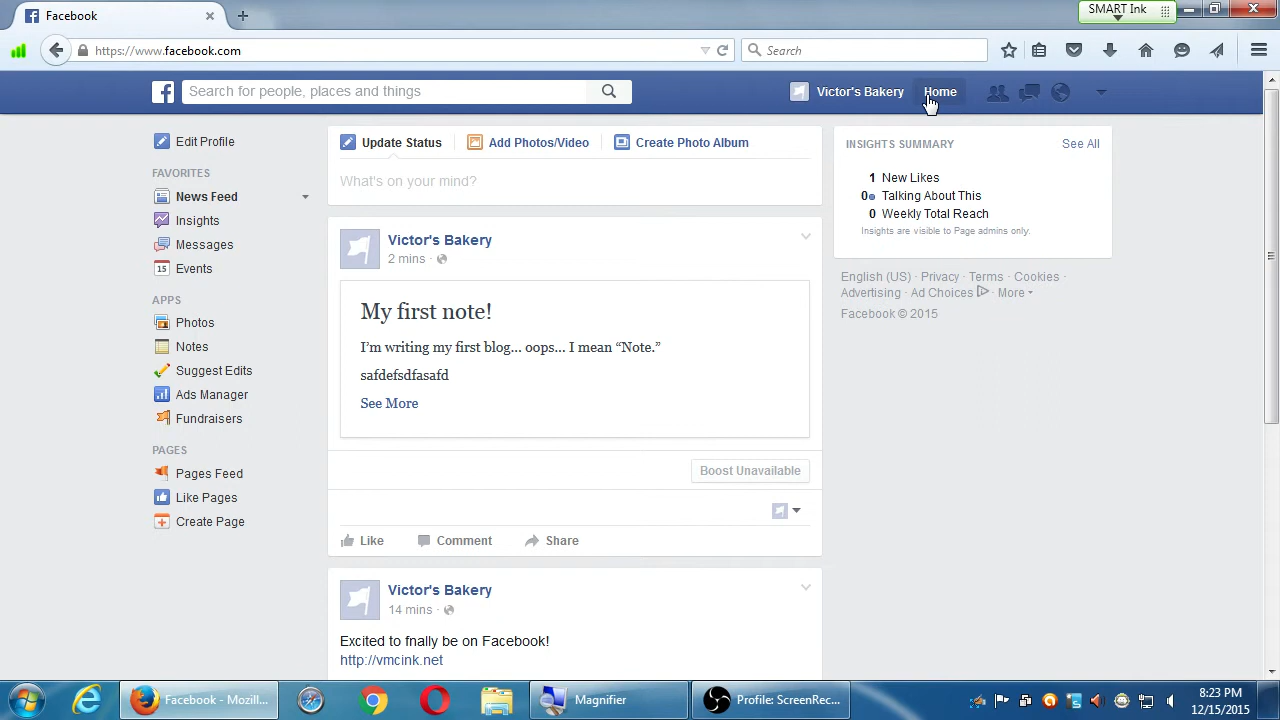 Facebook
SMART Ink
https://www.facebook.com
Search
Search for people, places and things
Victor's Bakery
Home
Edit Profile
FAVORITES
News Feed
Insights
Messages
15 Events
APPS
Photos
Notes
Suggest Edits
Ads Manager
Fundraisers
PAGES
Pages Feed
Like Pages
Create Page
Update Status
Add Photos/Video
Create Photo Album
What's on your mind?
Victor's Bakery
2 mins ·
My first note!
I'm writing my first blog... oops... I mean “Note.”
safdefsdfasafd
See More
Boost Unavailable
Like Comment Share
Victor's Bakery
14 mins ·
Excited to fnally be on Facebook!
http://vmcink.net
INSIGHTS SUMMARY See All
1 New Likes
0 Talking About This
0 Weekly Total Reach
Insights are visible to Page admins only.
English (US) · Privacy · Terms · Cookies ·
Advertising · Ad Choices · More
Facebook © 2015
Facebook - Mozil...
Magnifier
Profile: ScreenRec...
8:23 PM
12/15/2015